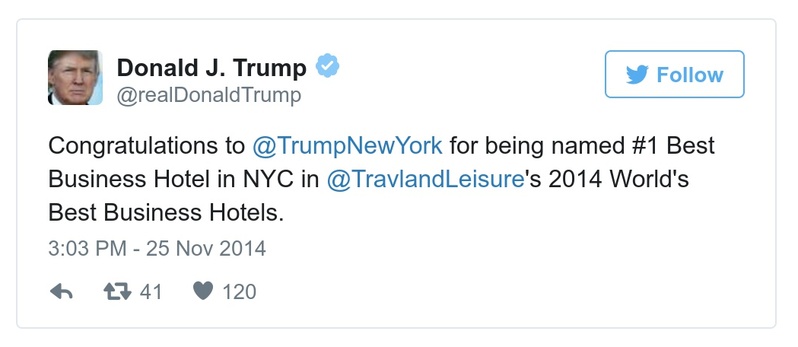 Donald J. Trump
@realDonaldTrump
Follow
Congratulations to @TrumpNewYork for being named #1 Best
Business Hotel in NYC in @TravlandLeisure's 2014 World's
Best Business Hotels.
3:03 PM - 25 Nov 2014
41 120